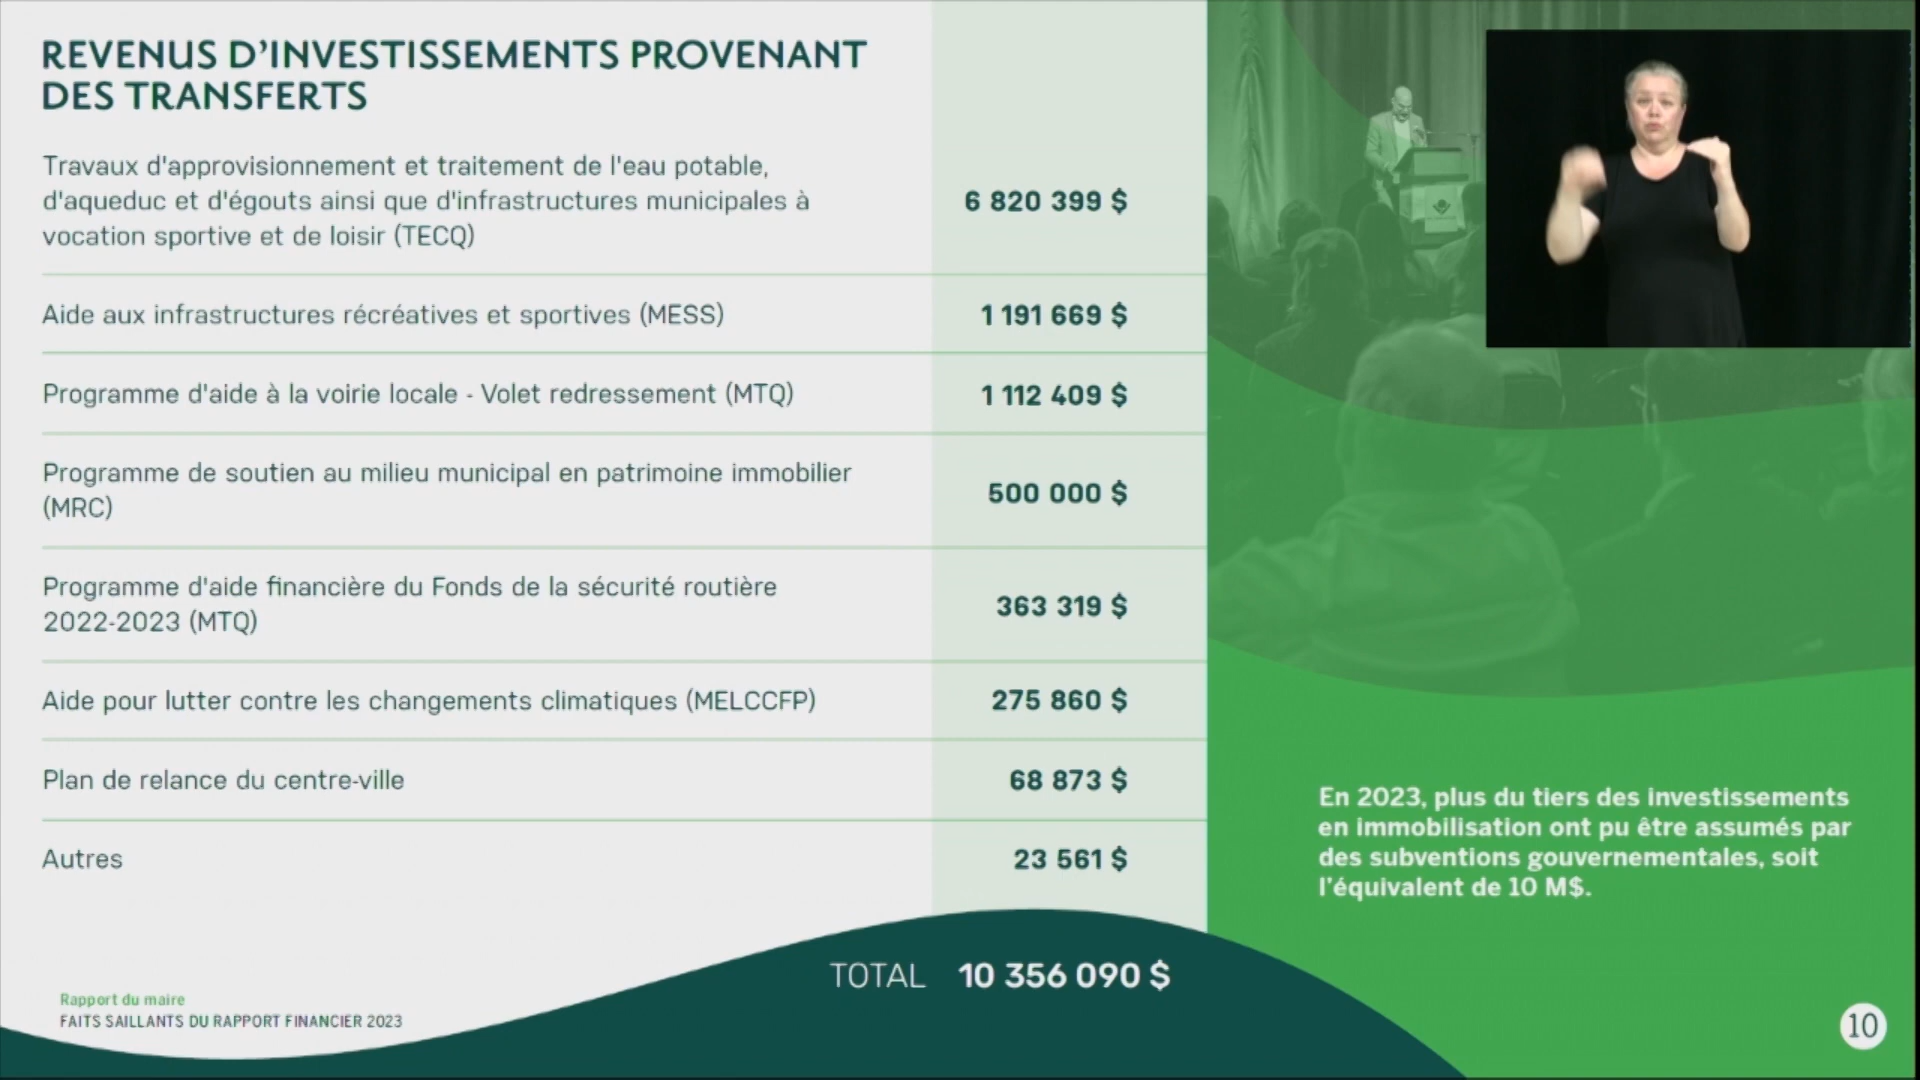 REVENUS D’INVESTISSEMENTS PROVENANT
DES TRANSFERTS
Travaux d'approvisionnement et traitement de l'eau potable,
d'aqueduc et d'égouts ainsi que d'infrastructures municipales à
vocation sportive et de loisir (TECQ)
6 820 399 $
Aide aux infrastructures récréatives et sportives (MESS)
1 191 669 $
Programme d'aide à la voirie locale - Volet redressement (MTQ)
1 112 409 $
Programme de soutien au milieu municipal en patrimoine immobilier
(MRC)
500 000 $
Programme d'aide financière du Fonds de la sécurité routière
2022-2023 (MTQ)
363 319 $
Aide pour lutter contre les changements climatiques (MELCCFP)
275 860 $
Plan de relance du centre-ville
68 873 $
Autres
23 561 $
TOTAL 10 356 090 $
En 2023, plus du tiers des investissements
en immobilisation ont pu être assumés par
des subventions gouvernementales, soit
l’équivalent de 10 M$.
Rapport du maire
FAITS SAILLANTS DU RAPPORT FINANCIER 2023
10